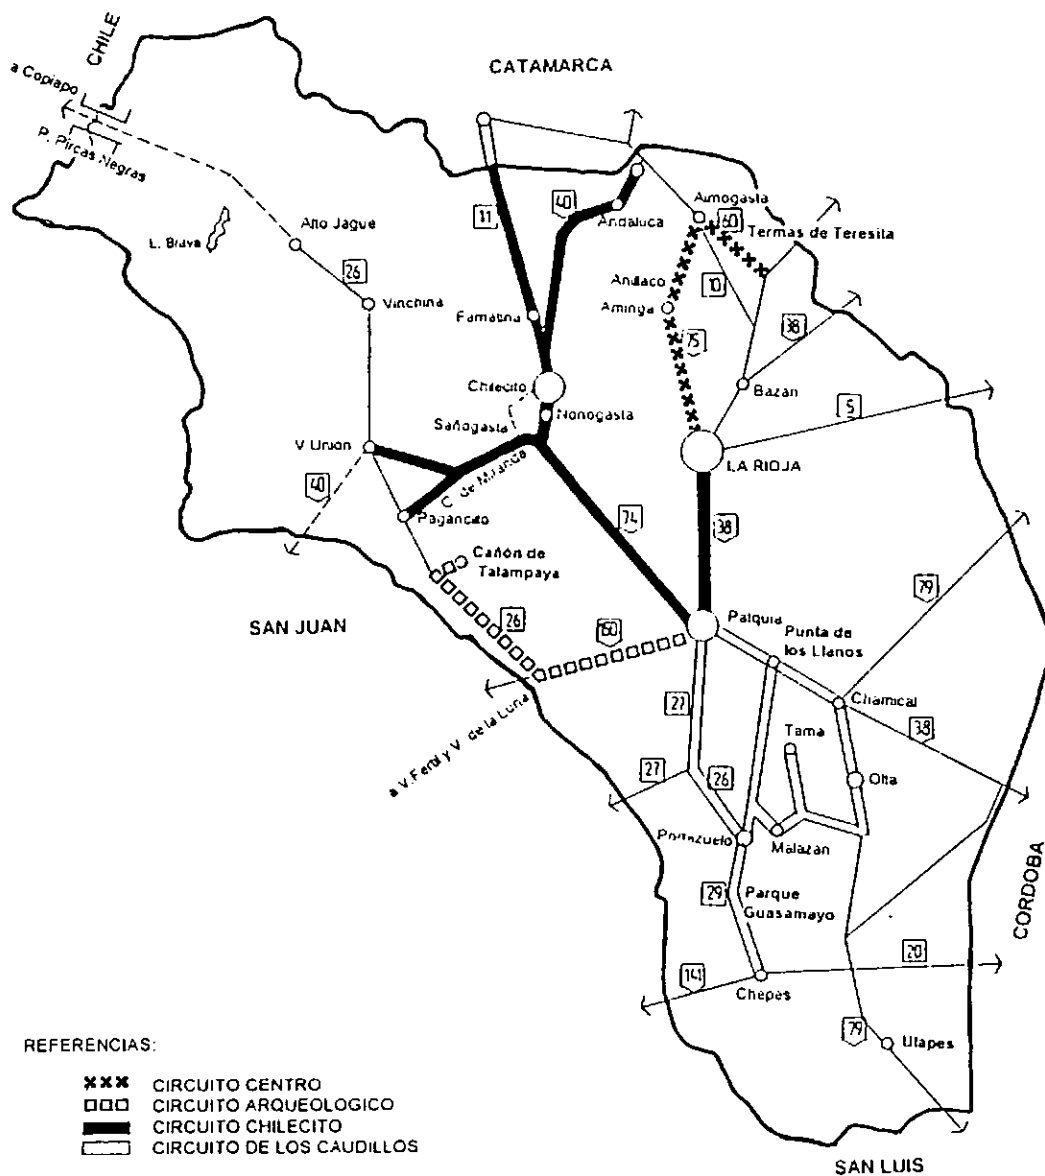 CHILE
a Copiapo
P. Pircas Negras
CATAMARCA
L. Brava
Alto Jague
26
Vinchina
11
40
Andaluca
Aimogasta
60
Termas de Teresita
Anillaco
Aminga
10
38
75
Famatina
Chilecito
Nonogasta
Sañogasta
Bazan
5
V. Union
C. de Miranda
LA RIOJA
40
Pagancito
74
38
79
Cañón de
Talampaya
SAN JUAN
26
150
Patquia
Punta de
los Llanos
Chamical
a V. Fertil y V. de la Luna
27
Tama
38
27
26
Olta
Portezuelo
Malazan
CORDOBA
29
Parque
Guasamayo
141
20
Chepes
79
Ulapes
REFERENCIAS:
CIRCUITO CENTRO
CIRCUITO ARQUEOLOGICO
CIRCUITO CHILECITO
CIRCUITO DE LOS CAUDILLOS
SAN LUIS